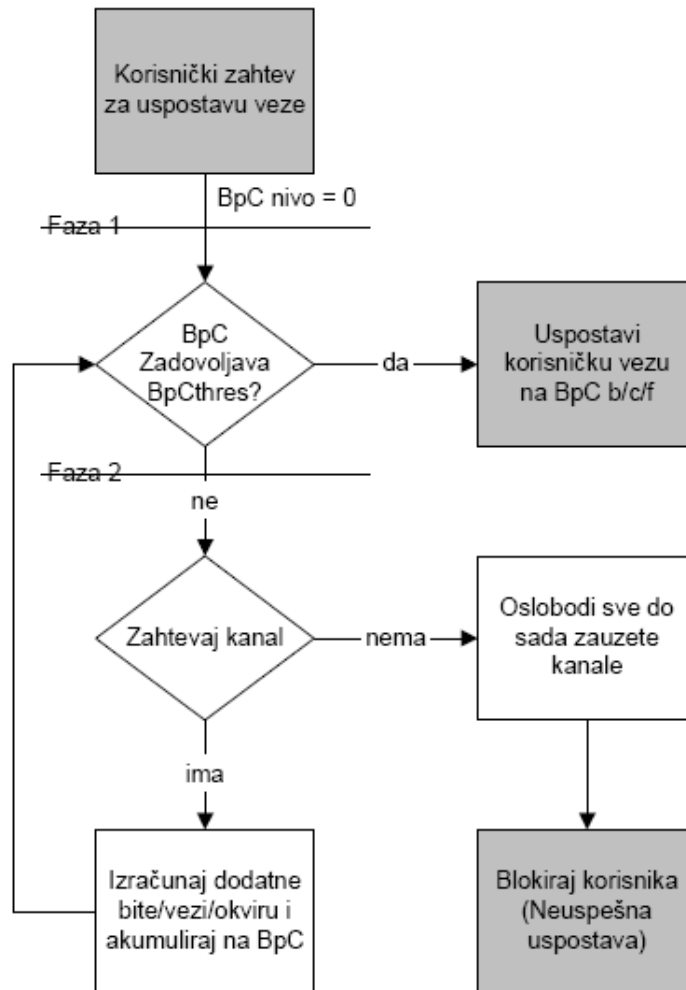 Korisnički zahtev
za uspostavu veze
BpC nivo = 0
Faza 1
BpC
Zadovoljava
BpCthres?
da
Uspostavi
korisničku vezu
na BpC b/c/f
Faza 2
ne
Zahtevaj kanal
nema
Oslobodi sve do
sada zauzete
kanale
ima
Izračunaj dodatne
bite/vezi/okviru i
akumuliraj na BpC
Blokiraj korisnika
(Neuspešna
uspostava)